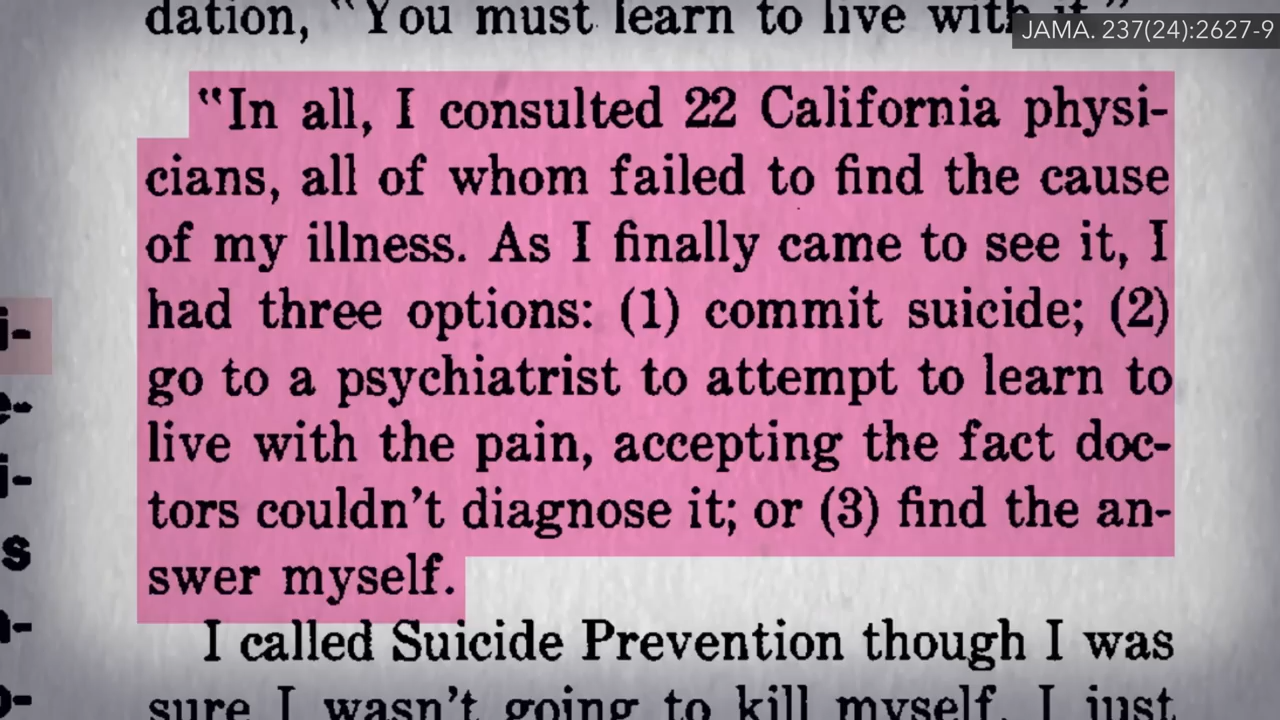 dation, “You must learn to live with it.”
JAMA. 237(24):2627-9
“In all, I consulted 22 California physi-
cians, all of whom failed to find the cause
of my illness. As I finally came to see it, I
had three options: (1) commit suicide; (2)
go to a psychiatrist to attempt to learn to
live with the pain, accepting the fact doc-
tors couldn’t diagnose it; or (3) find the an-
swer myself.
I called Suicide Prevention though I was
sure I wasn’t going to kill myself. I just